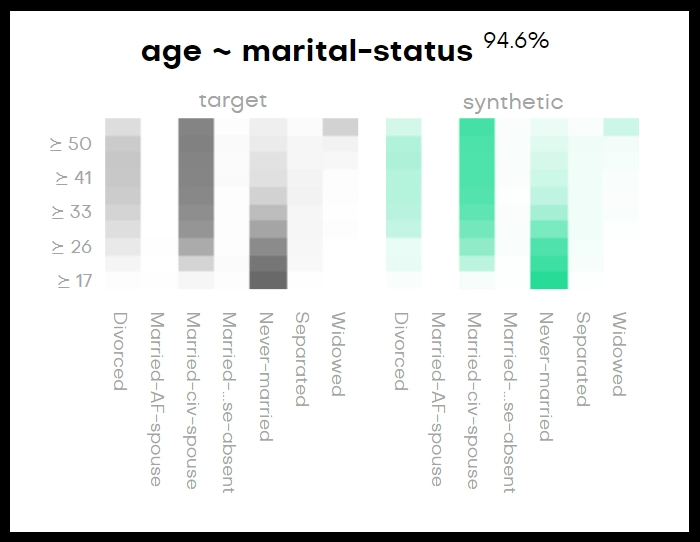 age ~ marital-status 94.6%
target
synthetic
≽ 50
≽ 41
≽ 33
≽ 26
≽ 17
Divorced
Married-AF-spouse
Married-civ-spouse
Married-...se-absent
Never-married
Separated
Widowed
Divorced
Married-AF-spouse
Married-civ-spouse
Married-...se-absent
Never-married
Separated
Widowed